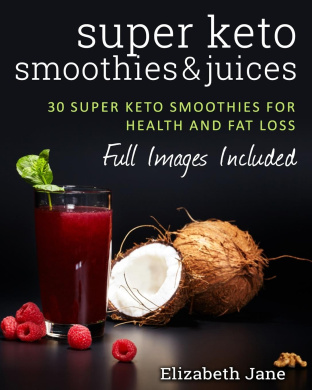 super keto
smoothies & juices
30 SUPER KETO SMOOTHIES FOR
HEALTH AND FAT LOSS
Full Images Included
Elizabeth Jane